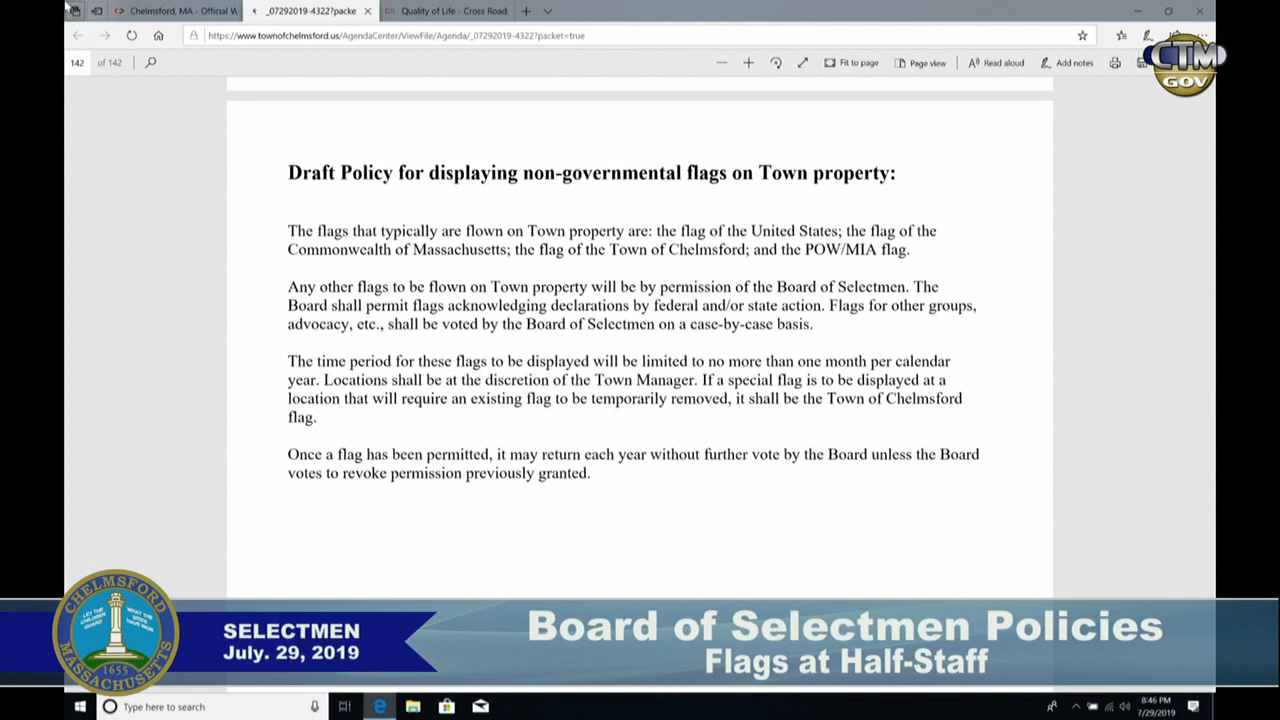 Chelmsford, MA - Official W
_07292019-4322?packe
Quality of Life - Cross Road
https://www.townofchelmsford.us/AgendaCenter/ViewFile/Agenda/_07292019-4322?packet=true
142 of 142
Fit to page
Page view
Read aloud
Add notes
CTM
GOV
Draft Policy for displaying non-governmental flags on Town property:
The flags that typically are flown on Town property are: the flag of the United States; the flag of the
Commonwealth of Massachusetts; the flag of the Town of Chelmsford; and the POW/MIA flag.
Any other flags to be flown on Town property will be by permission of the Board of Selectmen. The
Board shall permit flags acknowledging declarations by federal and/or state action. Flags for other groups,
advocacy, etc., shall be voted by the Board of Selectmen on a case-by-case basis.
The time period for these flags to be displayed will be limited to no more than one month per calendar
year. Locations shall be at the discretion of the Town Manager. If a special flag is to be displayed at a
location that will require an existing flag to be temporarily removed, it shall be the Town of Chelmsford
flag.
Once a flag has been permitted, it may return each year without further vote by the Board unless the Board
votes to revoke permission previously granted.
CHELMSFORD
LET THE
CHILDREN
GUARD
WHAT THE
SIRES
HAVE WON
1655
MASSACHUSETTS
SELECTMEN
July. 29, 2019
Board of Selectmen Policies
Flags at Half-Staff
Type here to search
8:46 PM
7/29/2019